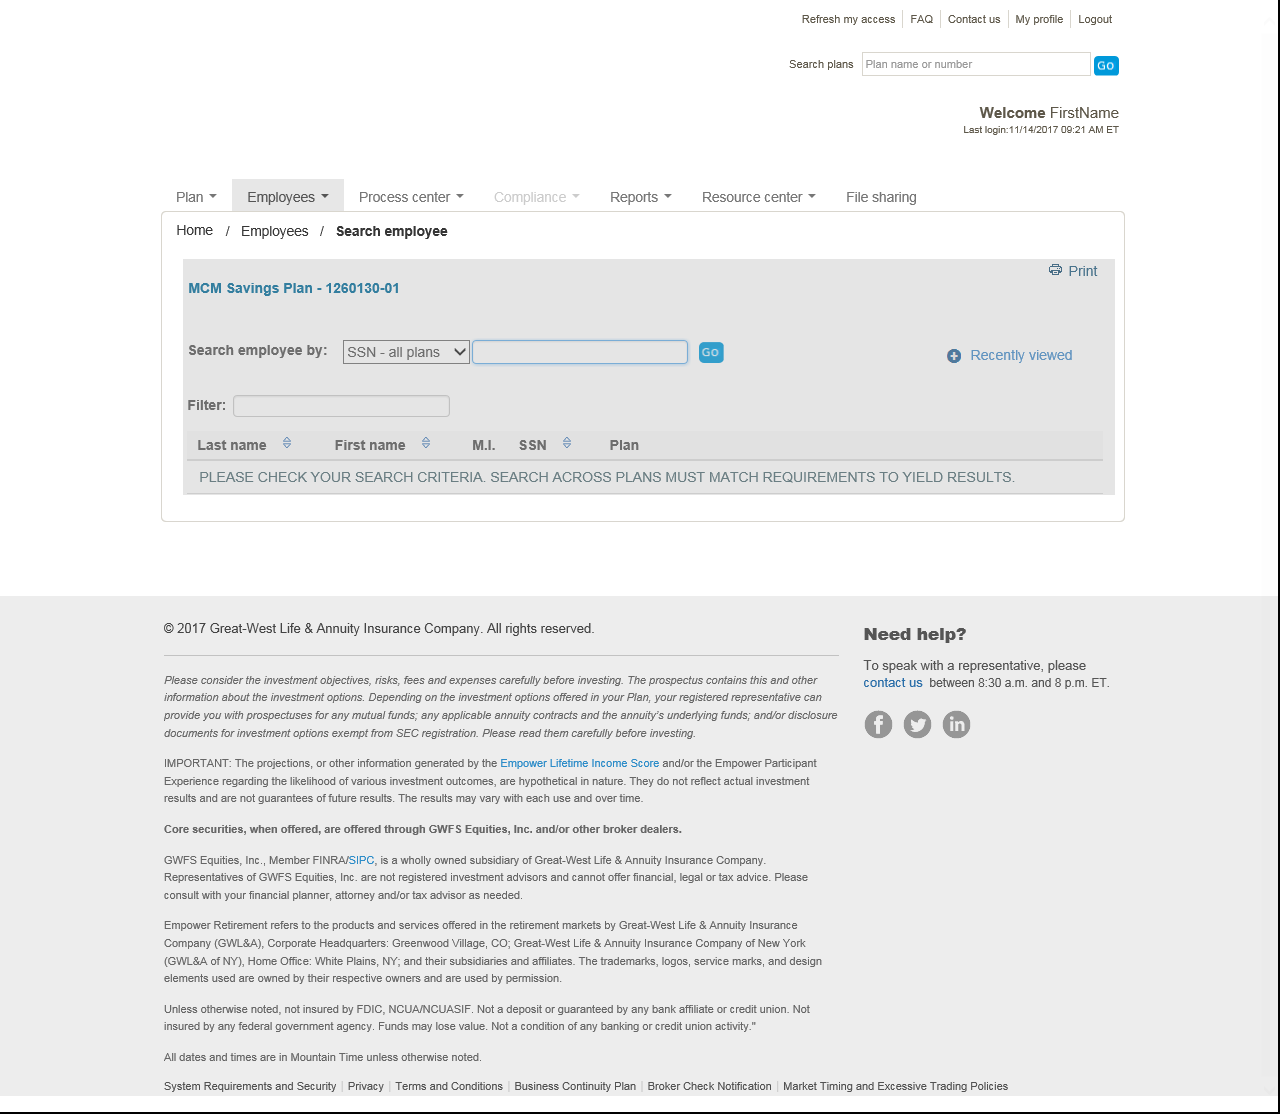 Refresh my access FAQ Contact us My profile Logout
Search plans Plan name or number GO
Welcome FirstName
Last login:11/14/2017 09:21 AM ET
Plan Employees Process center Compliance Reports Resource center File sharing
Home / Employees / Search employee
Print
MCM Savings Plan - 1260130-01
Search employee by: SSN - all plans GO Recently viewed
Filter:
Last name First name M.I. SSN Plan
PLEASE CHECK YOUR SEARCH CRITERIA. SEARCH ACROSS PLANS MUST MATCH REQUIREMENTS TO YIELD RESULTS.
© 2017 Great-West Life & Annuity Insurance Company. All rights reserved.
Please consider the investment objectives, risks, fees and expenses carefully before investing. The prospectus contains this and other
information about the investment options. Depending on the investment options offered in your Plan, your registered representative can
provide you with prospectuses for any mutual funds; any applicable annuity contracts and the annuity's underlying funds; and/or disclosure
documents for investment options exempt from SEC registration. Please read them carefully before investing.
IMPORTANT: The projections, or other information generated by the Empower Lifetime Income Score and/or the Empower Participant
Experience regarding the likelihood of various investment outcomes, are hypothetical in nature. They do not reflect actual investment
results and are not guarantees of future results. The results may vary with each use and over time.
Core securities, when offered, are offered through GWFS Equities, Inc. and/or other broker dealers.
GWFS Equities, Inc., Member FINRA/SIPC, is a wholly owned subsidiary of Great-West Life & Annuity Insurance Company.
Representatives of GWFS Equities, Inc. are not registered investment advisors and cannot offer financial, legal or tax advice. Please
consult with your financial planner, attorney and/or tax advisor as needed.
Empower Retirement refers to the products and services offered in the retirement markets by Great-West Life & Annuity Insurance
Company (GWL&A), Corporate Headquarters: Greenwood Village, CO; Great-West Life & Annuity Insurance Company of New York
(GWL&A of NY), Home Office: White Plains, NY; and their subsidiaries and affiliates. The trademarks, logos, service marks, and design
elements used are owned by their respective owners and are used by permission.
Unless otherwise noted, not insured by FDIC, NCUA/NCUASIF. Not a deposit or guaranteed by any bank affiliate or credit union. Not
insured by any federal government agency. Funds may lose value. Not a condition of any banking or credit union activity."
All dates and times are in Mountain Time unless otherwise noted.
System Requirements and Security | Privacy | Terms and Conditions | Business Continuity Plan | Broker Check Notification | Market Timing and Excessive Trading Policies
Need help?
To speak with a representative, please
contact us between 8:30 a.m. and 8 p.m. ET.
f in